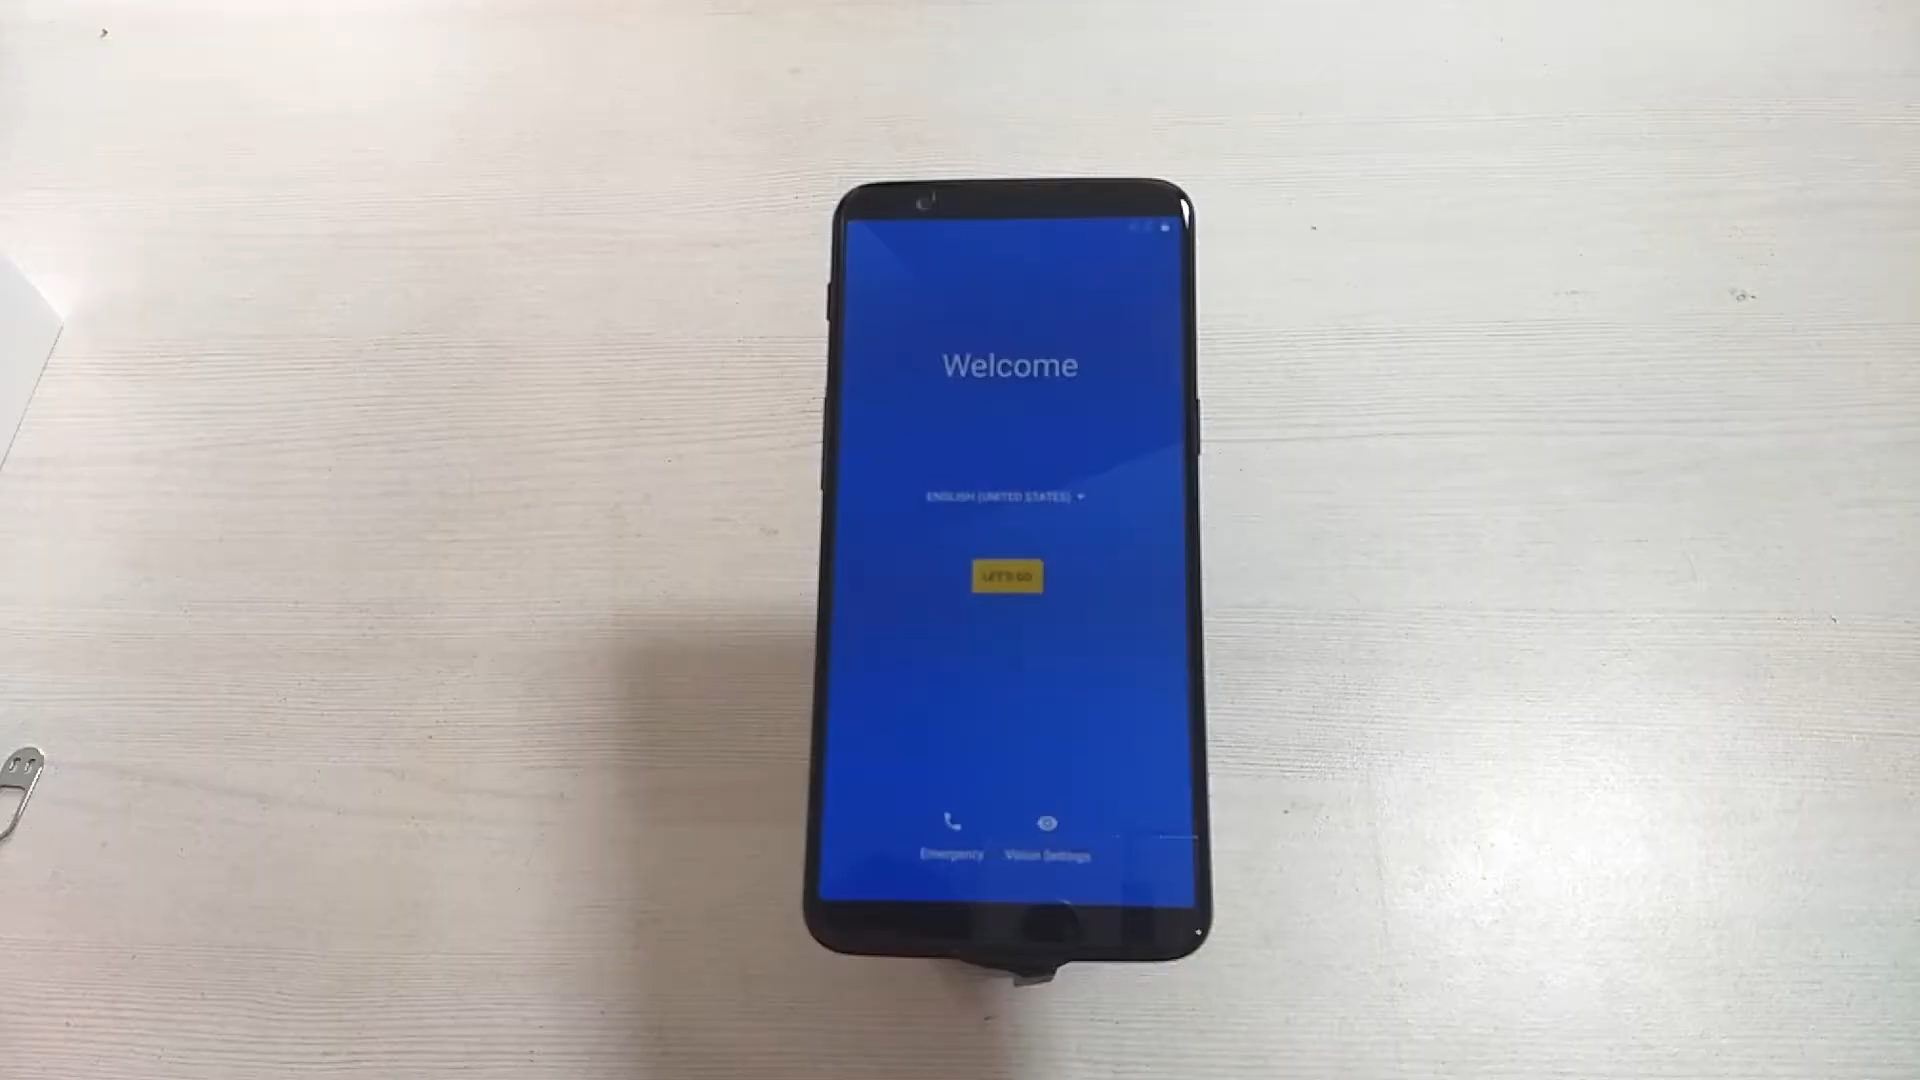 Welcome
ENGLISH (UNITED STATES)
LET'S GO
Emergency
Vision Settings